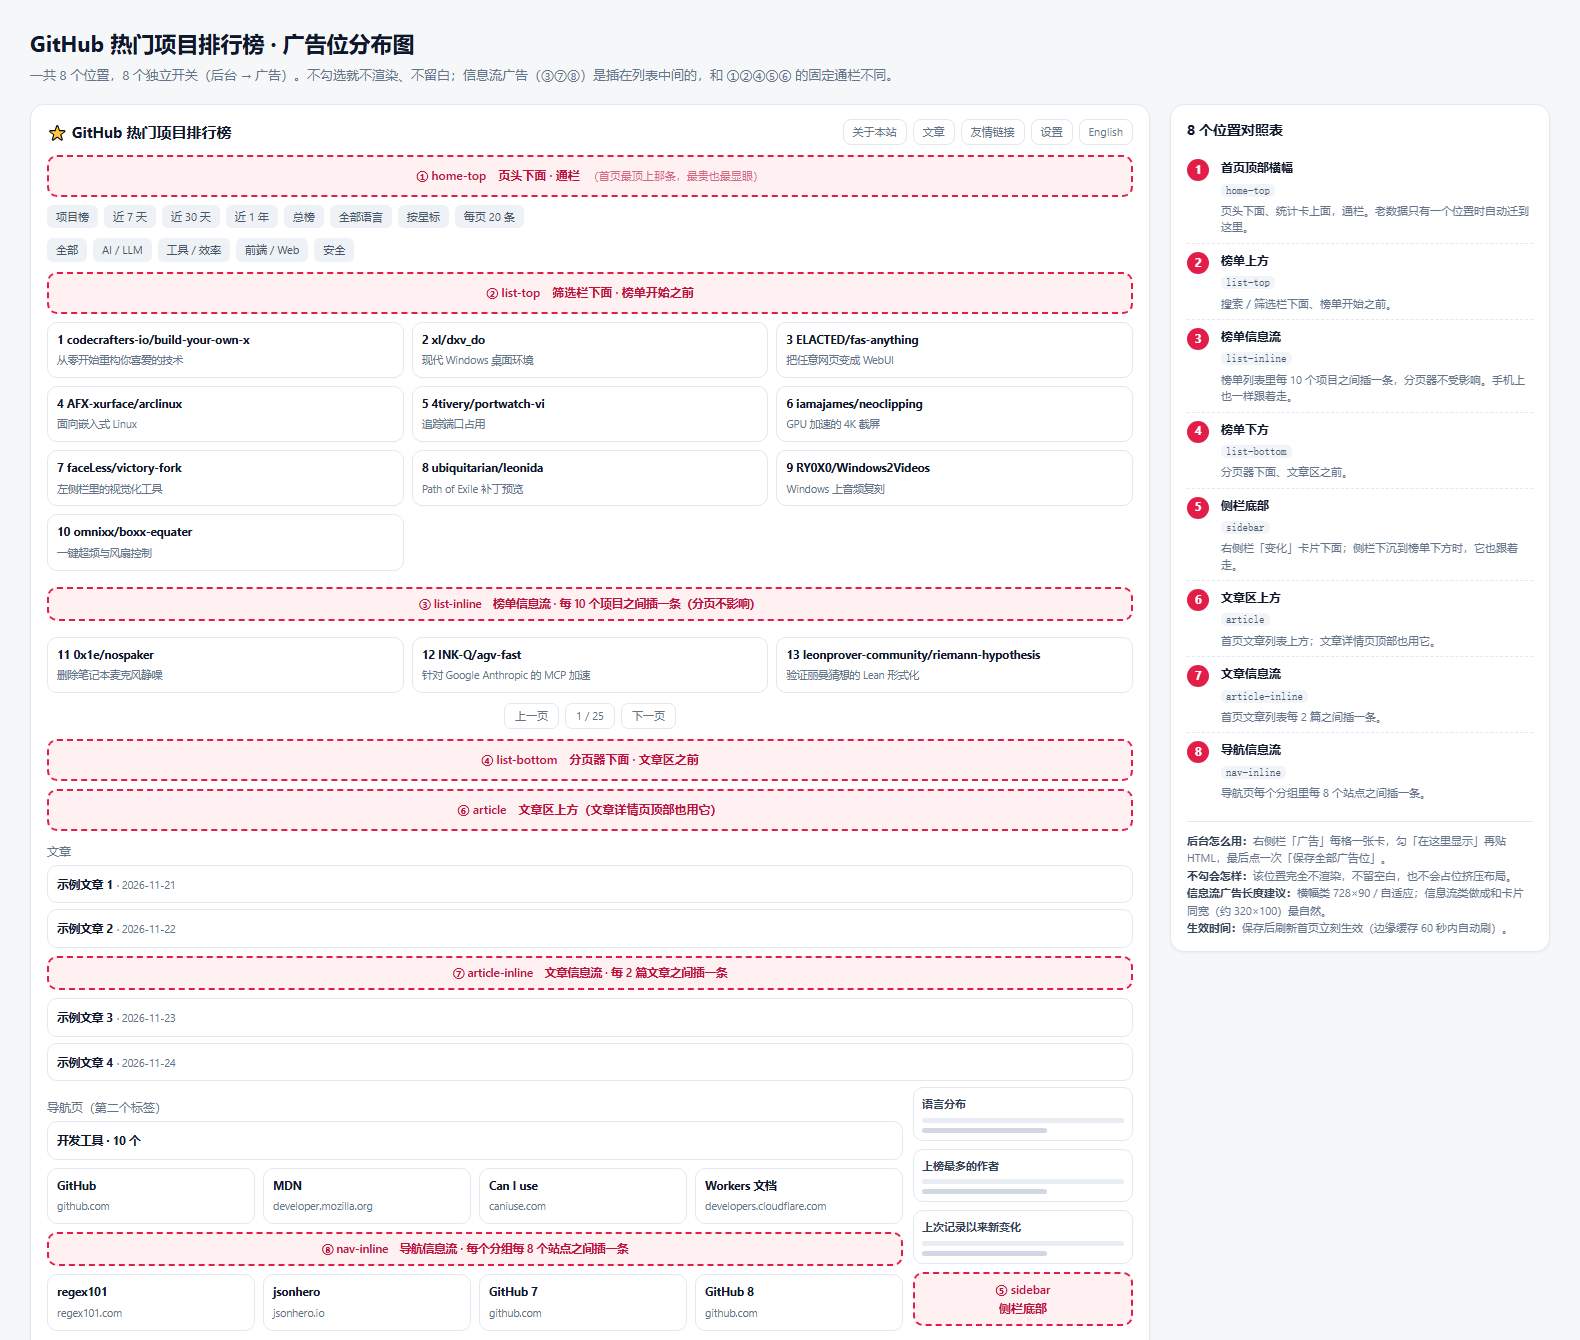 GitHub 热门项目排行榜 · 广告位分布图
一共 8 个位置，8 个独立开关（后台 → 广告）。不勾选就不渲染、不留白；信息流广告（③⑦⑧）是插在列表中间的，和 ①②④⑤⑥ 的固定通栏不同。
⭐ GitHub 热门项目排行榜
关于本站 文章 友情链接 设置 English
① home-top 页头下面 · 通栏 （首页最顶上那条，最贵也最显眼）
项目榜 近 7 天 近 30 天 近 1 年 总榜 全部语言 按星标 每页 20 条
全部 AI / LLM 工具 / 效率 前端 / Web 安全
② list-top 筛选栏下面 · 榜单开始之前
1 codecrafters-io/build-your-own-x
从零开始重构你喜爱的技术
2 xl/dxv_do
现代 Windows 桌面环境
3 ELACTED/fas-anything
把任意网页变成 WebUI
4 AFX-xurface/arclinux
面向嵌入式 Linux
5 4tivery/portwatch-vi
追踪端口占用
6 iamajames/neoclipping
GPU 加速的 4K 截屏
7 faceLess/victory-fork
左侧栏里的视觉化工具
8 ubiquitarian/leonida
Path of Exile 补丁预览
9 RY0X0/Windows2Videos
Windows 上音频复刻
10 omnixx/boxx-equater
一键超频与风扇控制
③ list-inline 榜单信息流 · 每 10 个项目之间插一条（分页不影响）
11 0x1e/nospaker
删除笔记本麦克风静噪
12 INK-Q/agv-fast
针对 Google Anthropic 的 MCP 加速
13 leonprover-community/riemann-hypothesis
验证丽曼猜想的 Lean 形式化
上一页 1 / 25 下一页
④ list-bottom 分页器下面 · 文章区之前
⑥ article 文章区上方（文章详情页顶部也用它）
文章
示例文章 1 · 2026-11-21
示例文章 2 · 2026-11-22
⑦ article-inline 文章信息流 · 每 2 篇文章之间插一条
示例文章 3 · 2026-11-23
示例文章 4 · 2026-11-24
导航页（第二个标签）
开发工具 · 10 个
GitHub
github.com
MDN
developer.mozilla.org
Can I use
caniuse.com
Workers 文档
developers.cloudflare.com
⑧ nav-inline 导航信息流 · 每个分组每 8 个站点之间插一条
regex101
regex101.com
jsonhero
jsonhero.io
GitHub 7
github.com
GitHub 8
github.com
语言分布
上榜最多的作者
上次记录以来新变化
⑤ sidebar
侧栏底部
8 个位置对照表
1 首页顶部横幅
home-top
页头下面、统计卡上面，通栏。老数据只有一个位置时自动迁到
这里。
2 榜单上方
list-top
搜索 / 筛选栏下面、榜单开始之前。
3 榜单信息流
list-inline
榜单列表里每 10 个项目之间插一条，分页器不受影响。手机上
也一样跟着走。
4 榜单下方
list-bottom
分页器下面、文章区之前。
5 侧栏底部
sidebar
右侧栏「变化」卡片下面；侧栏下沉到榜单下方时，它也跟着
走。
6 文章区上方
article
首页文章列表上方；文章详情页顶部也用它。
7 文章信息流
article-inline
首页文章列表每 2 篇之间插一条。
8 导航信息流
nav-inline
导航页每个分组里每 8 个站点之间插一条。
后台怎么用：右侧栏「广告」每格一张卡，勾「在这里显示」再贴
HTML，最后点一次「保存全部广告位」。
不勾会怎样：该位置完全不渲染，不留空白，也不会占位挤压布局。
信息流广告长度建议：横幅类 728×90 / 自适应；信息流类做成和卡片
同宽（约 320×100）最自然。
生效时间：保存后刷新首页立刻生效（边缘缓存 60 秒内自动刷）。